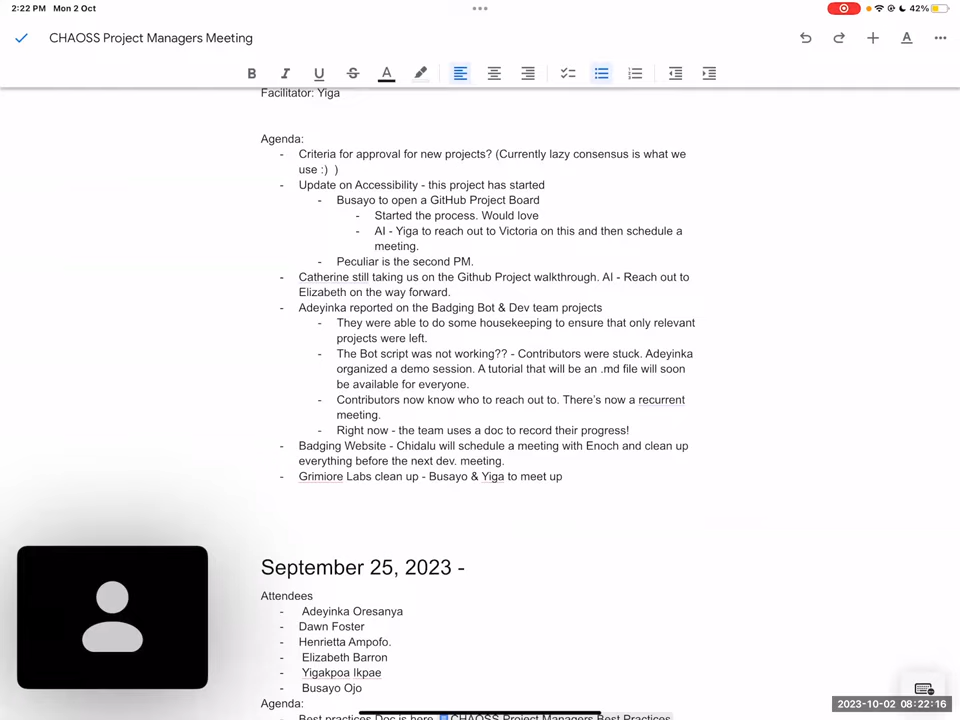 2:22 PM Mon 2 Oct
42%
CHAOSS Project Managers Meeting
A
B I U S A
Facilitator: Yiga
Agenda:
- Criteria for approval for new projects? (Currently lazy consensus is what we
use :) )
- Update on Accessibility - this project has started
- Busayo to open a GitHub Project Board
- Started the process. Would love
- AI - Yiga to reach out to Victoria on this and then schedule a
meeting.
- Peculiar is the second PM.
- Catherine still taking us on the Github Project walkthrough. AI - Reach out to
Elizabeth on the way forward.
- Adeyinka reported on the Badging Bot & Dev team projects
- They were able to do some housekeeping to ensure that only relevant
projects were left.
- The Bot script was not working?? - Contributors were stuck. Adeyinka
organized a demo session. A tutorial that will be an .md file will soon
be available for everyone.
- Contributors now know who to reach out to. There's now a recurrent
meeting.
- Right now - the team uses a doc to record their progress!
- Badging Website - Chidalu will schedule a meeting with Enoch and clean up
everything before the next dev. meeting.
- Grimiore Labs clean up - Busayo & Yiga to meet up
September 25, 2023 -
Attendees
- Adeyinka Oresanya
- Dawn Foster
- Henrietta Ampofo.
- Elizabeth Barron
- Yigakpoa Ikpae
- Busayo Ojo
Agenda:
- Best practices Doc is here CHAOSS Project Managers Best Practices
2023-10-02 08:22:16